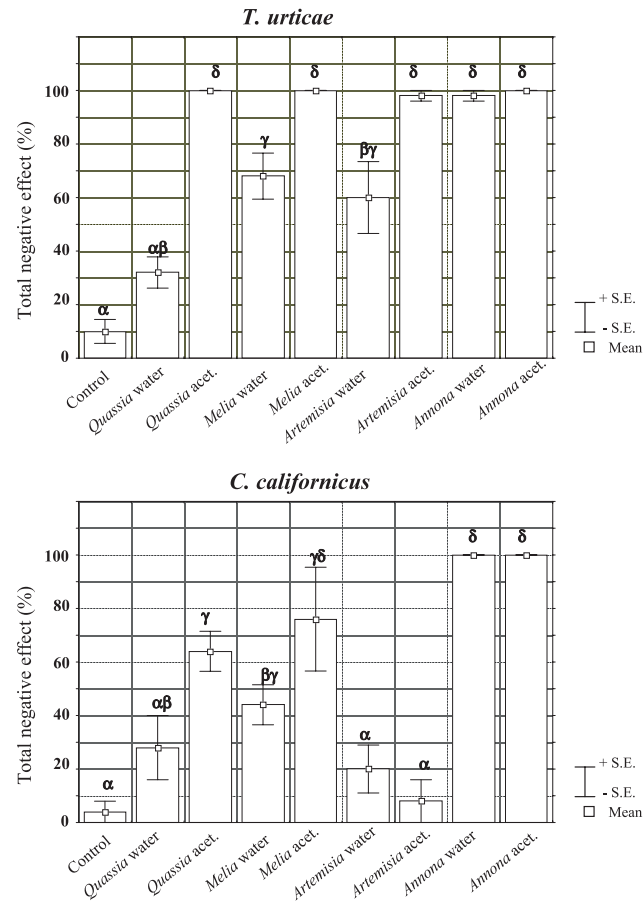 T. urticae
Total negative effect (%)
100
80
60
40
20
0
α
αβ
δ
γ
δ
βγ
δ
δ
δ
Control
Quassia water
Quassia acet.
Melia water
Melia acet.
Artemisia water
Artemisia acet.
Annona water
Annona acet.
+ S.E.
- S.E.
Mean
C. californicus
Total negative effect (%)
100
80
60
40
20
0
α
αβ
γ
βγ
γδ
α
α
δ
δ
Control
Quassia water
Quassia acet.
Melia water
Melia acet.
Artemisia water
Artemisia acet.
Annona water
Annona acet.
+ S.E.
- S.E.
Mean